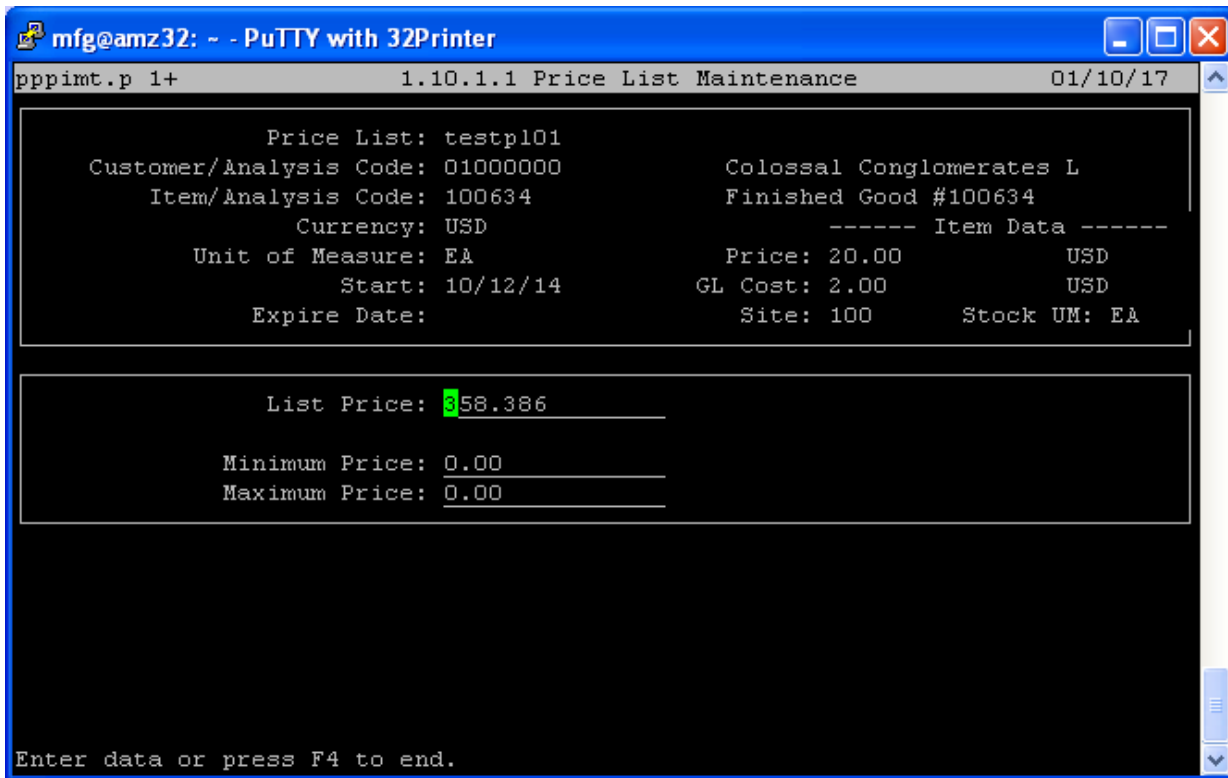 mfg@amz32: ~ - PuTTY with 32Printer
pppimt.p 1+ 1.10.1.1 Price List Maintenance 01/10/17
Price List: testpl01
Customer/Analysis Code: 01000000 Colossal Conglomerates L
Item/Analysis Code: 100634 Finished Good #100634
Currency: USD ------ Item Data ------
Unit of Measure: EA Price: 20.00 USD
Start: 10/12/14 GL Cost: 2.00 USD
Expire Date: Site: 100 Stock UM: EA
List Price: 358.386
Minimum Price: 0.00
Maximum Price: 0.00
Enter data or press F4 to end.